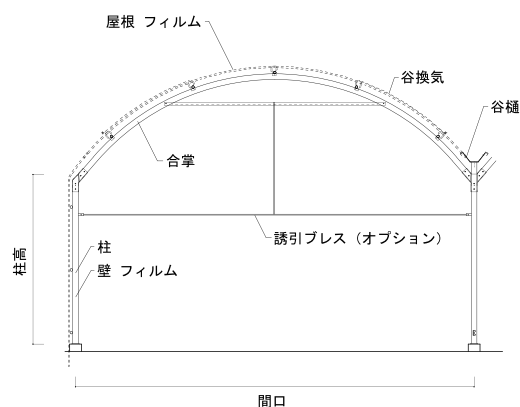 屋根 フィルム
谷換気
谷樋
合掌
誘引ブレス（オプション）
柱
壁 フィルム
柱高
間口